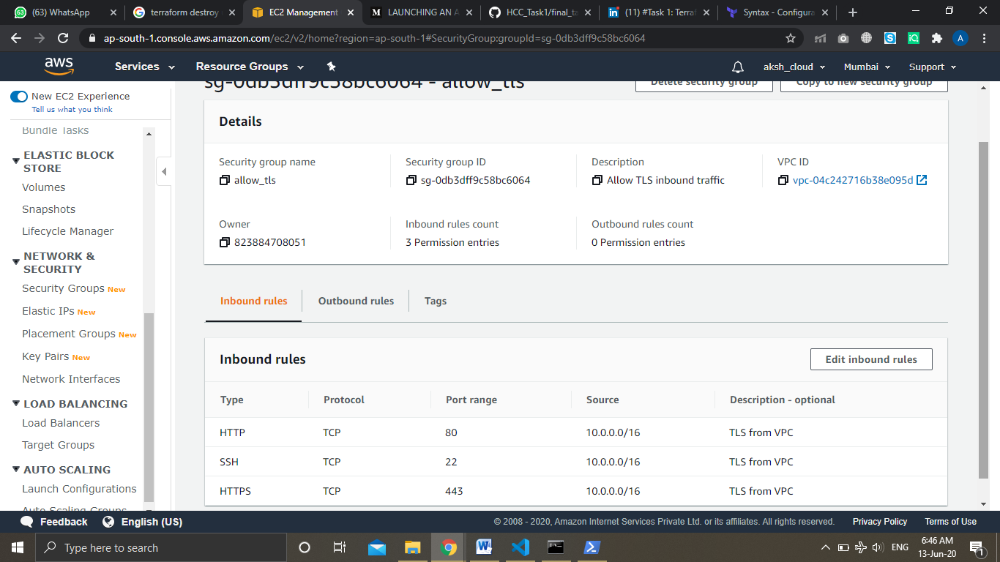 (63) WhatsApp
terraform destroy
EC2 Management
LAUNCHING AN A
HCC_Task1/final_ta
(11) #Task 1: Terraf
Syntax - Configura
ap-south-1.console.aws.amazon.com/ec2/v2/home?region=ap-south-1#SecurityGroup:groupId=sg-0db3dff9c58bc6064
aws
Services
Resource Groups
aksh_cloud
Mumbai
Support
New EC2 Experience
Tell us what you think
Bundle Tasks
ELASTIC BLOCK
STORE
Volumes
Snapshots
Lifecycle Manager
NETWORK &
SECURITY
Security Groups New
Elastic IPs New
Placement Groups New
Key Pairs New
Network Interfaces
LOAD BALANCING
Load Balancers
Target Groups
AUTO SCALING
Launch Configurations
Auto Scaling Groups
sg-0db3dff9c58bc6064 - allow_tls
Delete security group
Copy to new security group
Details
Security group name
allow_tls
Security group ID
sg-0db3dff9c58bc6064
Description
Allow TLS inbound traffic
VPC ID
vpc-04c242716b38e095d
Owner
823884708051
Inbound rules count
3 Permission entries
Outbound rules count
0 Permission entries
Inbound rules
Outbound rules
Tags
Inbound rules
Edit inbound rules
Type Protocol Port range Source Description - optional
HTTP TCP 80 10.0.0.0/16 TLS from VPC
SSH TCP 22 10.0.0.0/16 TLS from VPC
HTTPS TCP 443 10.0.0.0/16 TLS from VPC
Feedback
English (US)
© 2008 - 2020, Amazon Internet Services Private Ltd. or its affiliates. All rights reserved.
Privacy Policy
Terms of Use
Type here to search
ENG
6:46 AM
13-Jun-20
1